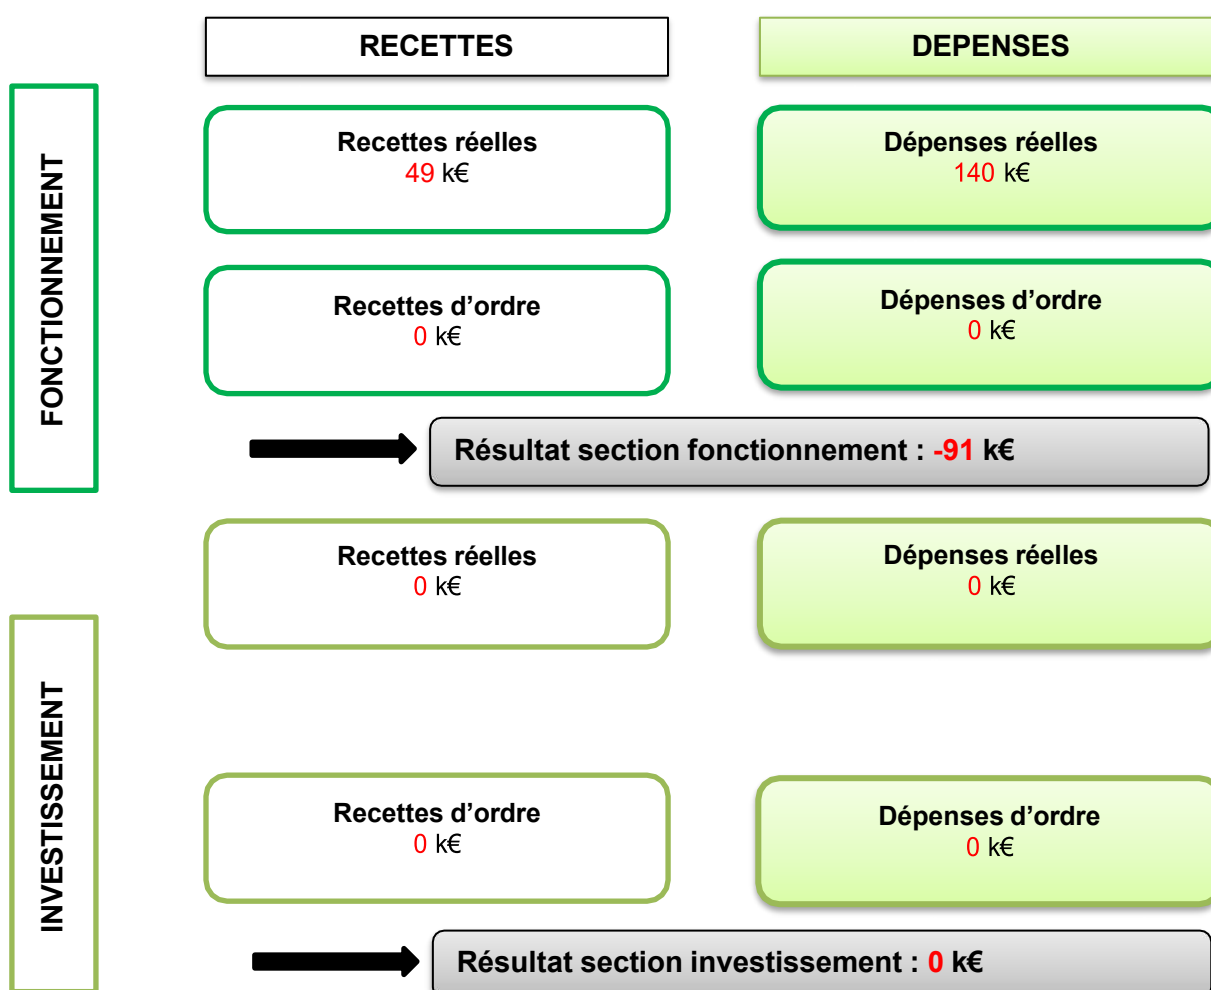 RECETTES
DEPENSES
FONCTIONNEMENT
Recettes réelles
49 k€
Dépenses réelles
140 k€
Recettes d’ordre
0 k€
Dépenses d’ordre
0 k€
Résultat section fonctionnement : -91 k€
INVESTISSEMENT
Recettes réelles
0 k€
Dépenses réelles
0 k€
Recettes d’ordre
0 k€
Dépenses d’ordre
0 k€
Résultat section investissement : 0 k€